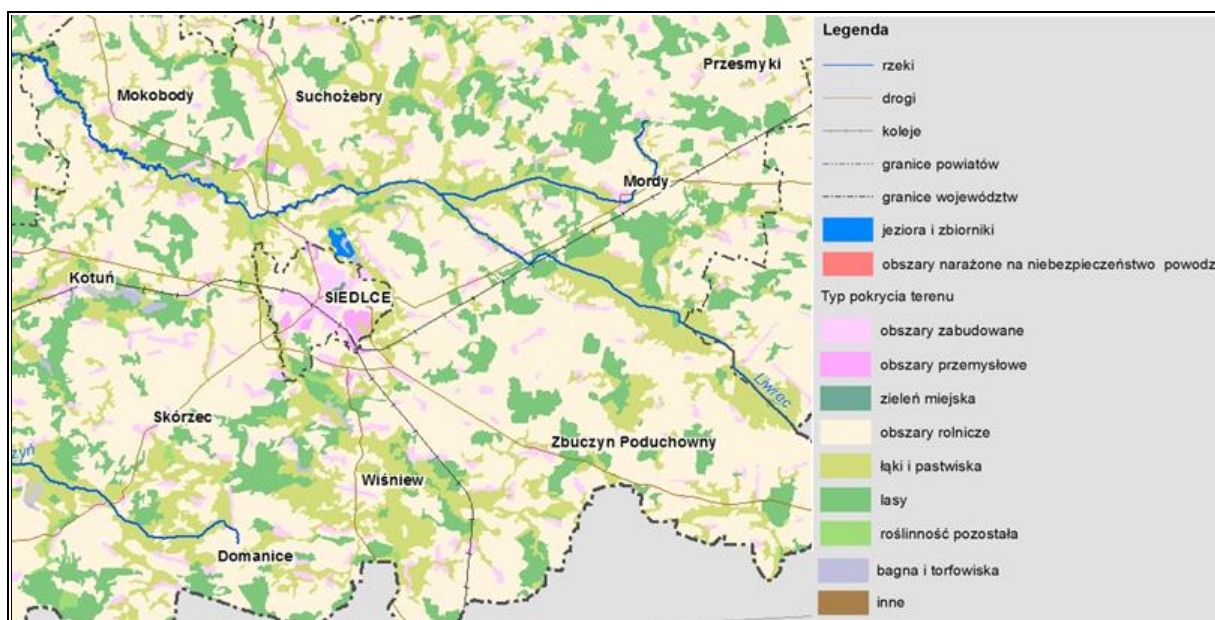 Przesmyki
Mokobody
Suchożebry
Mordy
Kotuń
SIEDLCE
Liwiec
Skórzec
Zbuczyn Poduchowny
Wiśniew
Domanice
Legenda
rzeki
drogi
koleje
granice powiatów
granice województw
jeziora i zbiorniki
obszary narażone na niebezpieczeństwo powodz
Typ pokrycia terenu
obszary zabudowane
obszary przemysłowe
zieleń miejska
obszary rolnicze
łąki i pastwiska
lasy
roślinność pozostała
bagna i torfowiska
inne